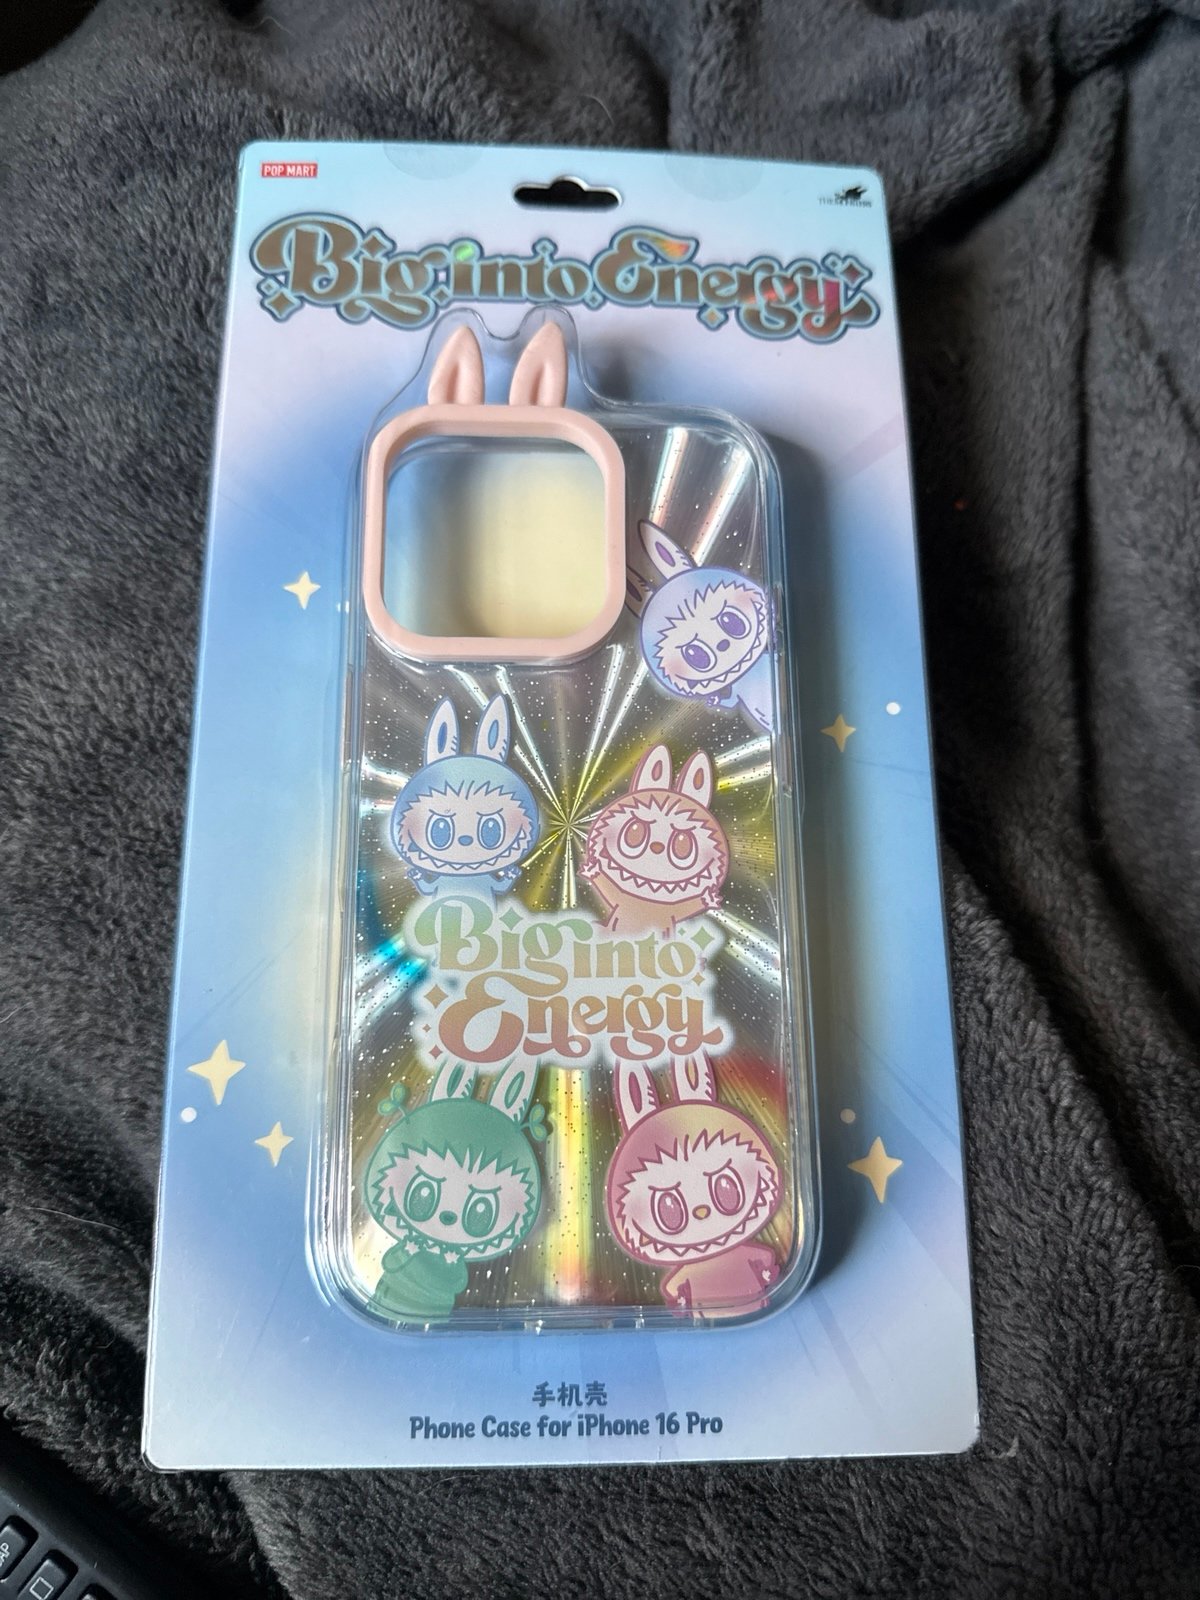 POP MART
Big into Energy
Big into
Energy
手机壳
Phone Case for iPhone 16 Pro